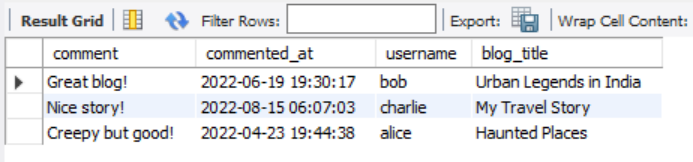 Result Grid Filter Rows: Export: Wrap Cell Content:
comment commented_at username blog_title
Great blog! 2022-06-19 19:30:17 bob Urban Legends in India
Nice story! 2022-08-15 06:07:03 charlie My Travel Story
Creepy but good! 2022-04-23 19:44:38 alice Haunted Places